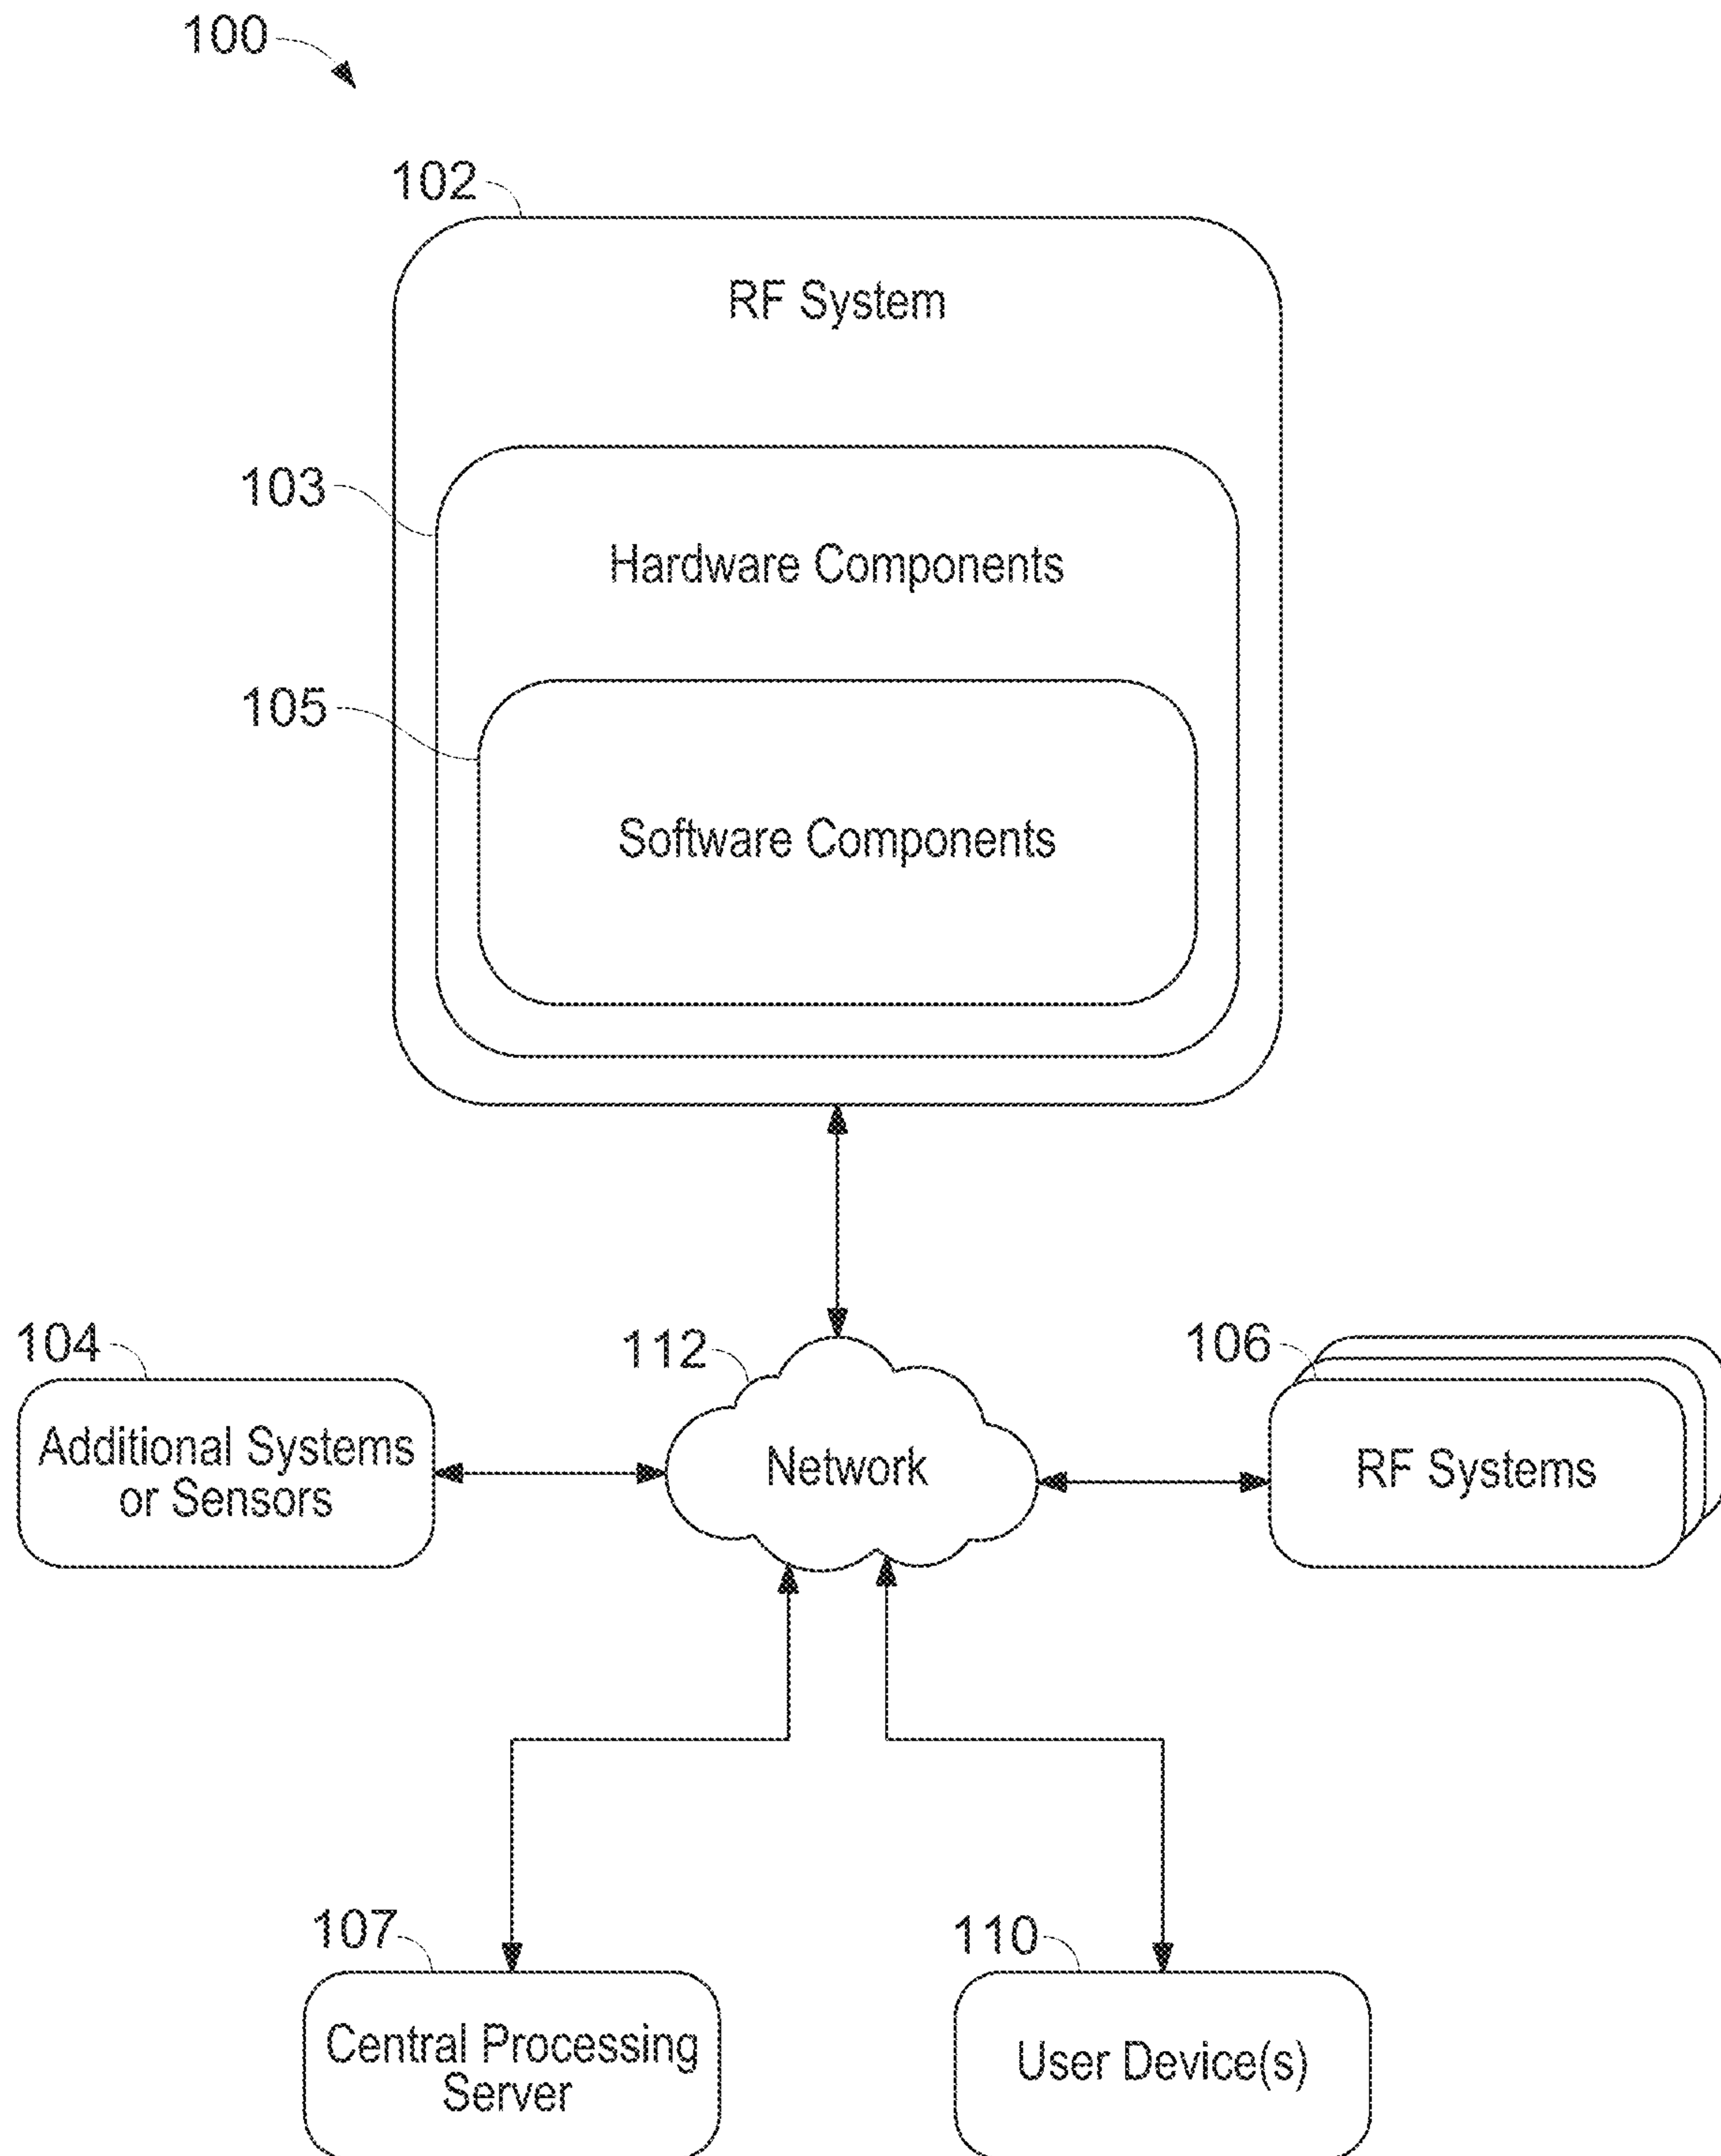 100
102
RF System
103
Hardware Components
105
Software Components
104
112
106
Additional Systems
or Sensors
Network
RF Systems
107
110
Central Processing
Server
User Device(s)